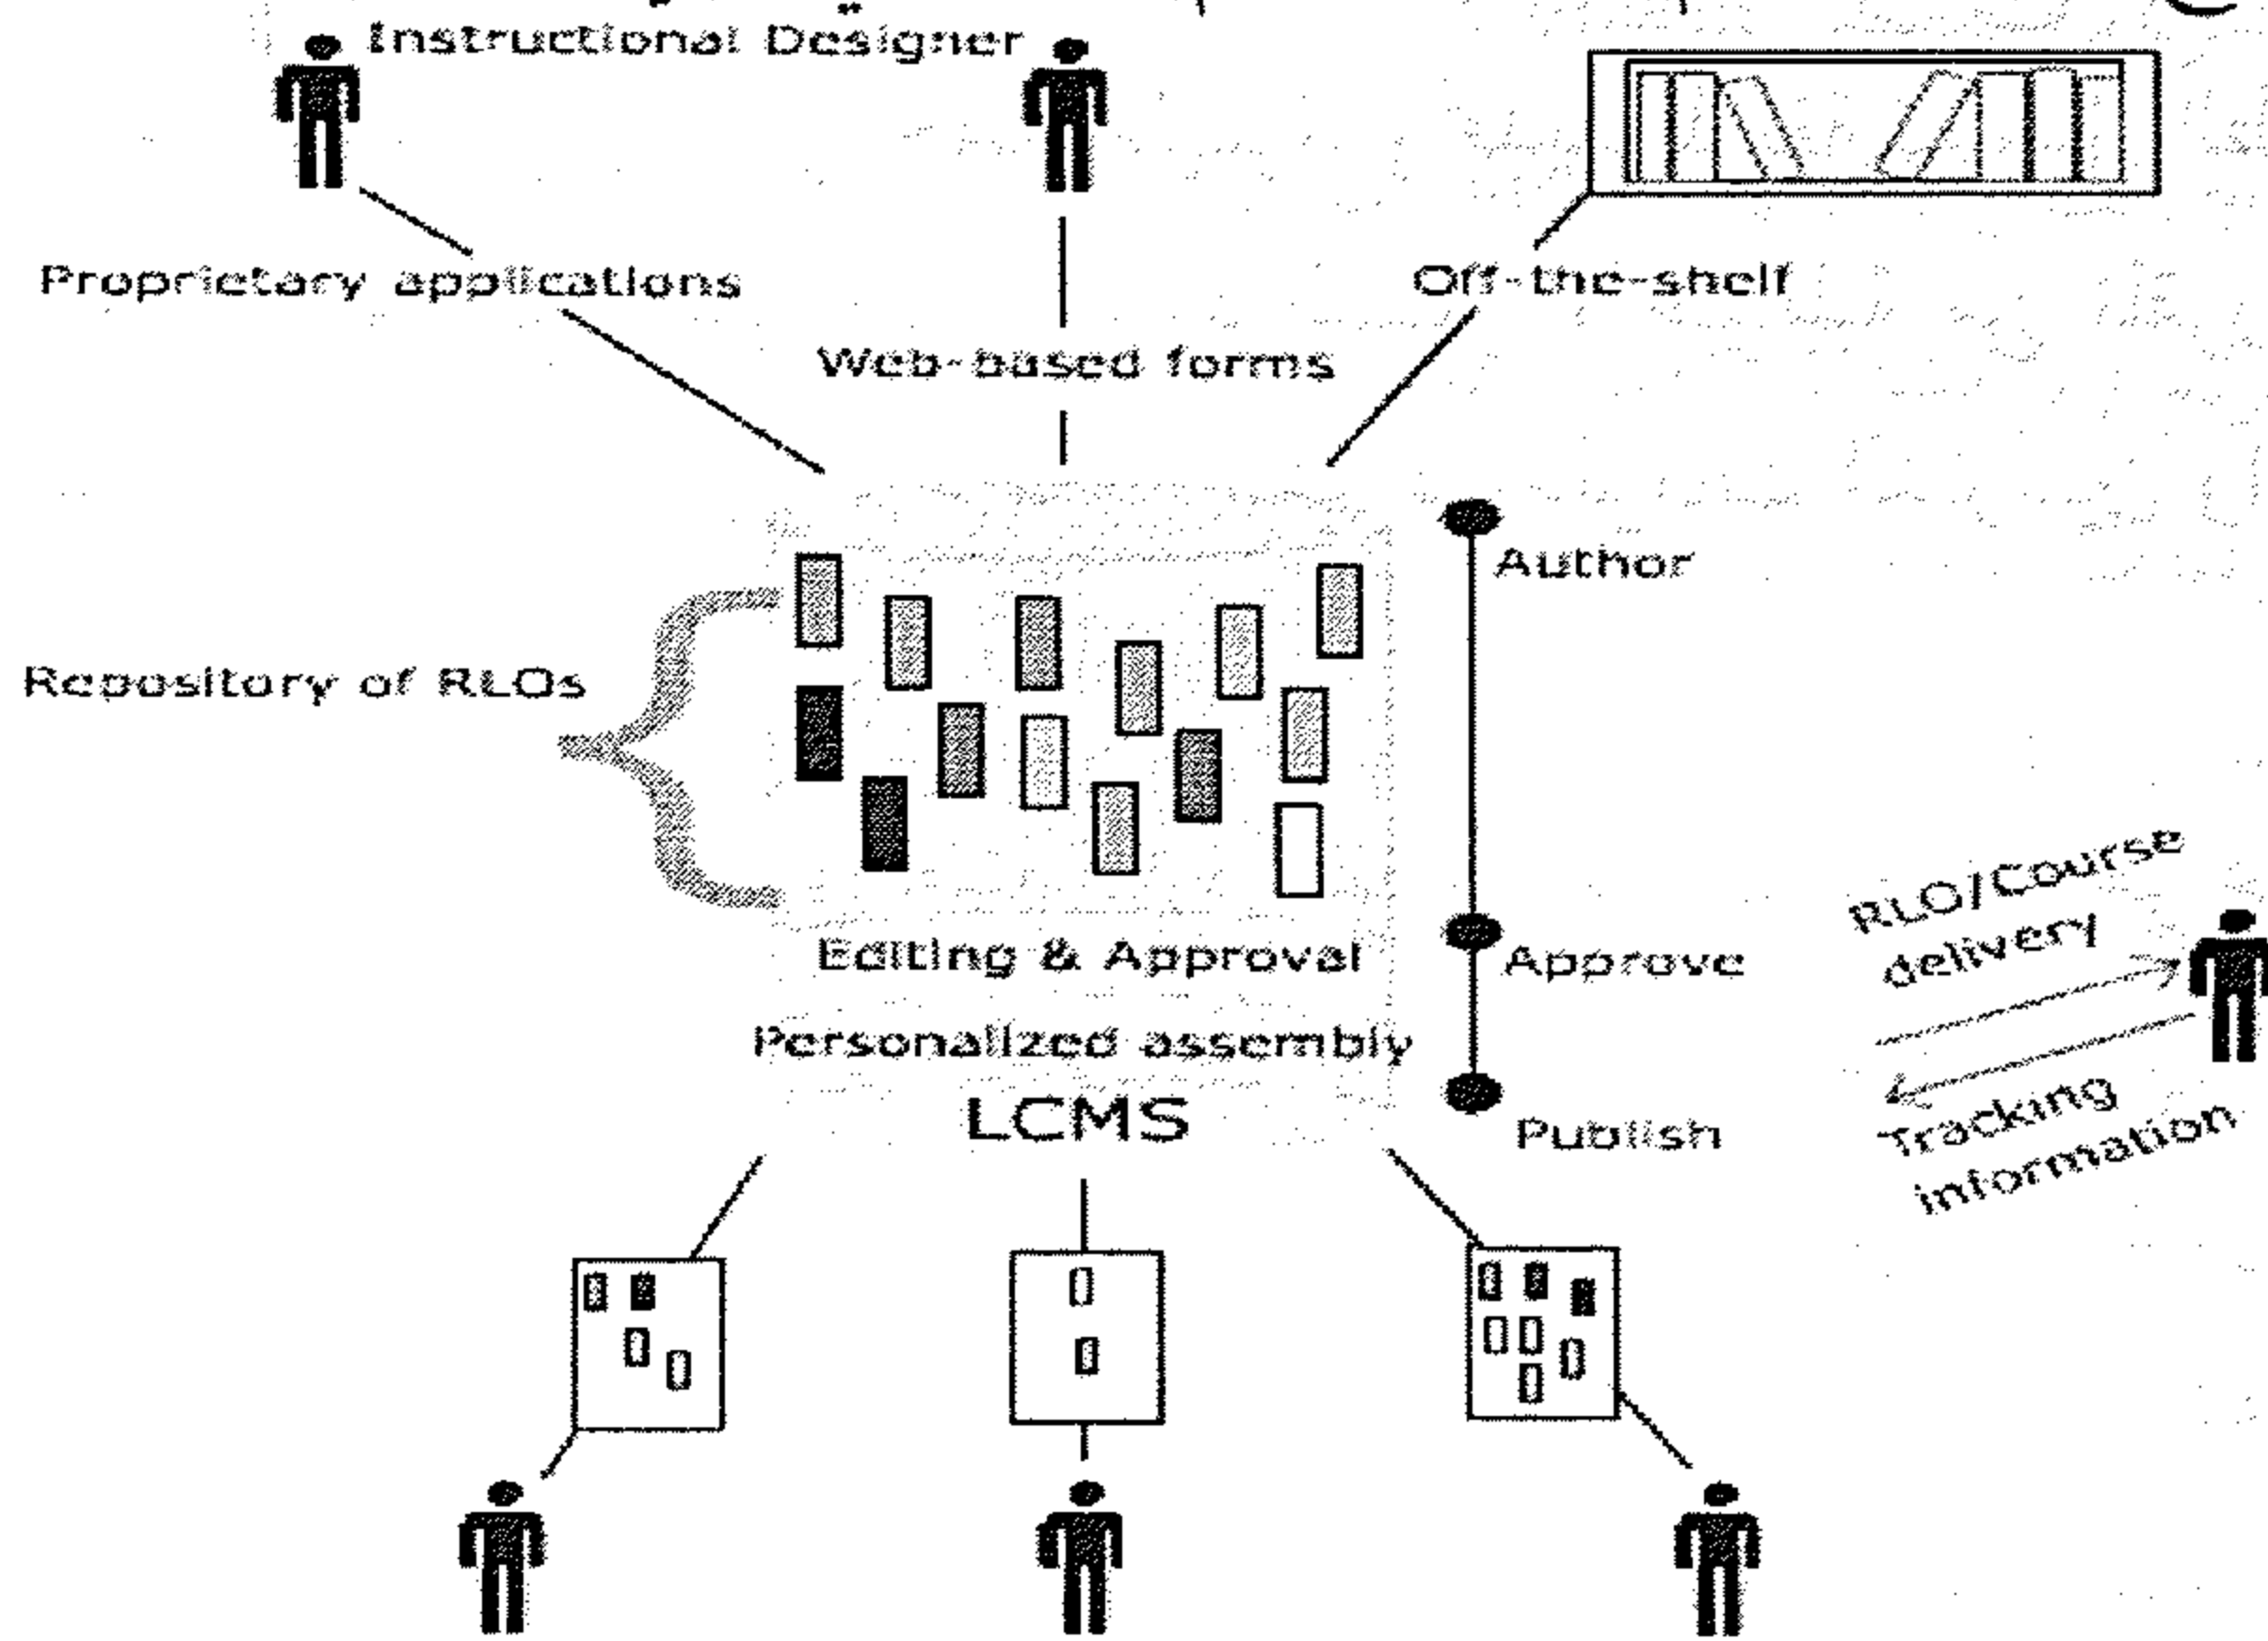 Instructional Designer
Proprietary applications
Off-the-shelf
Web-based forms
Author
Repository of RLOs
RLO/Course
delivery
Editing & Approval
Approve
Personalized assembly
LCMS
Publish
Tracking
information